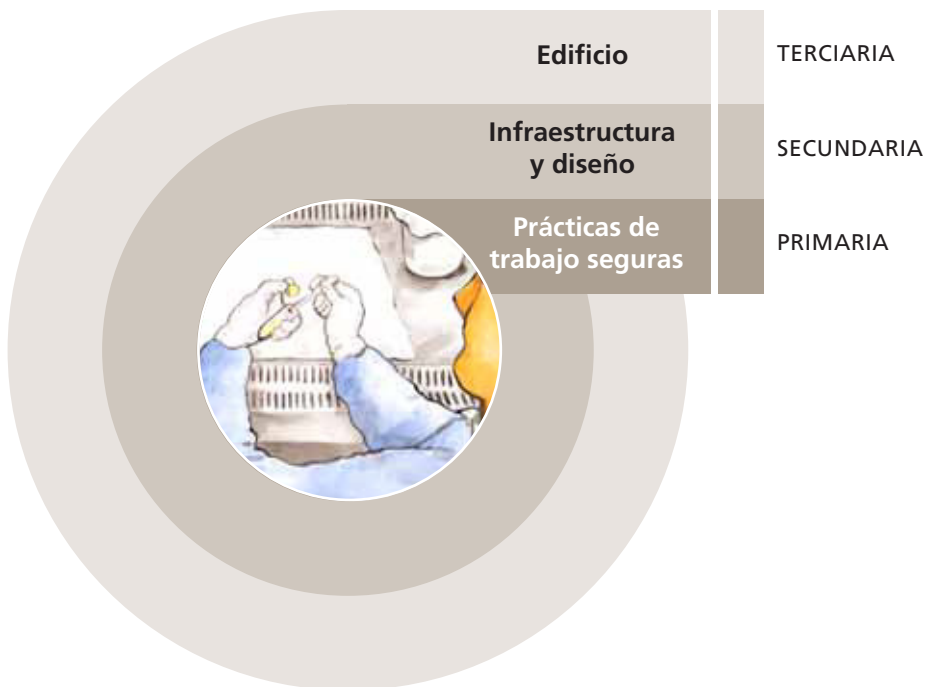 Edificio
TERCIARIA
Infraestructura
y diseño
SECUNDARIA
Prácticas de
trabajo seguras
PRIMARIA